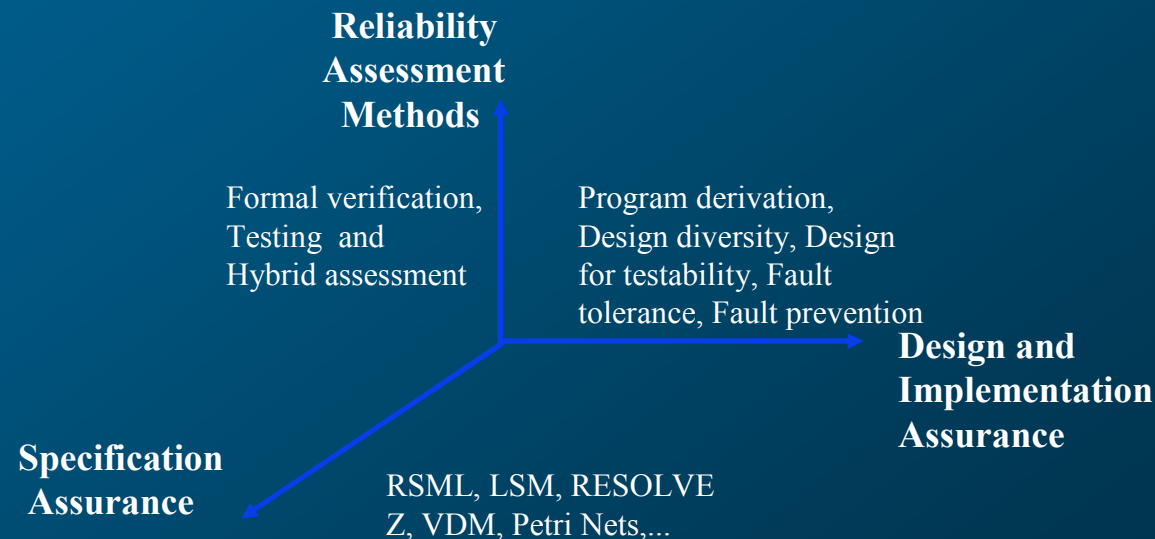 Reliability
Assessment
Methods
Formal verification,
Testing and
Hybrid assessment
Program derivation,
Design diversity, Design
for testability, Fault
tolerance, Fault prevention
Design and
Implementation
Assurance
Specification
Assurance
RSML, LSM, RESOLVE
Z, VDM, Petri Nets,...